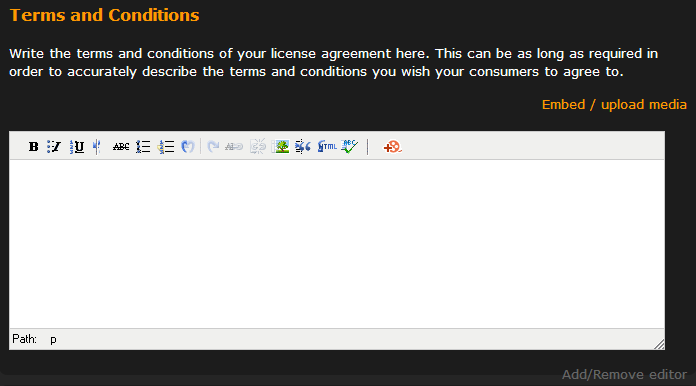 Terms and Conditions
Write the terms and conditions of your license agreement here. This can be as long as required in
order to accurately describe the terms and conditions you wish your consumers to agree to.
Embed / upload media
B I U ABC HTML ABC
Path: p
Add/Remove editor